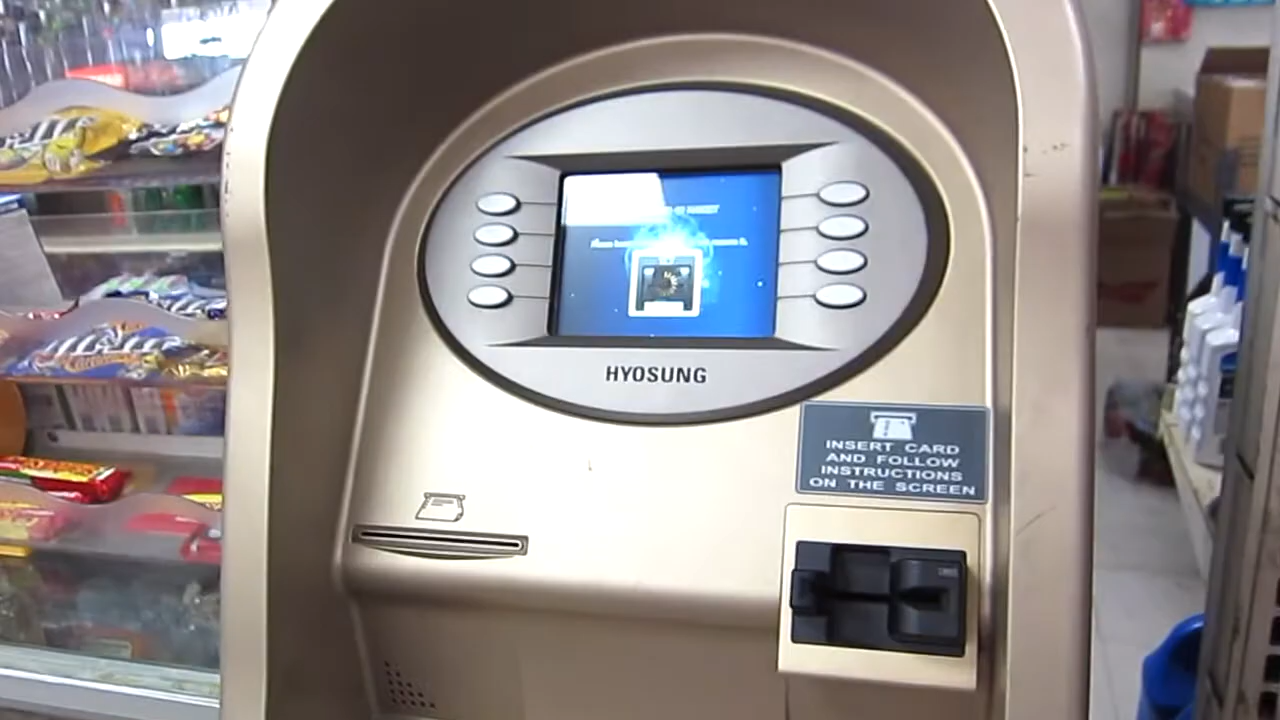 HYOSUNG
INSERT CARD
AND FOLLOW
INSTRUCTIONS
ON THE SCREEN